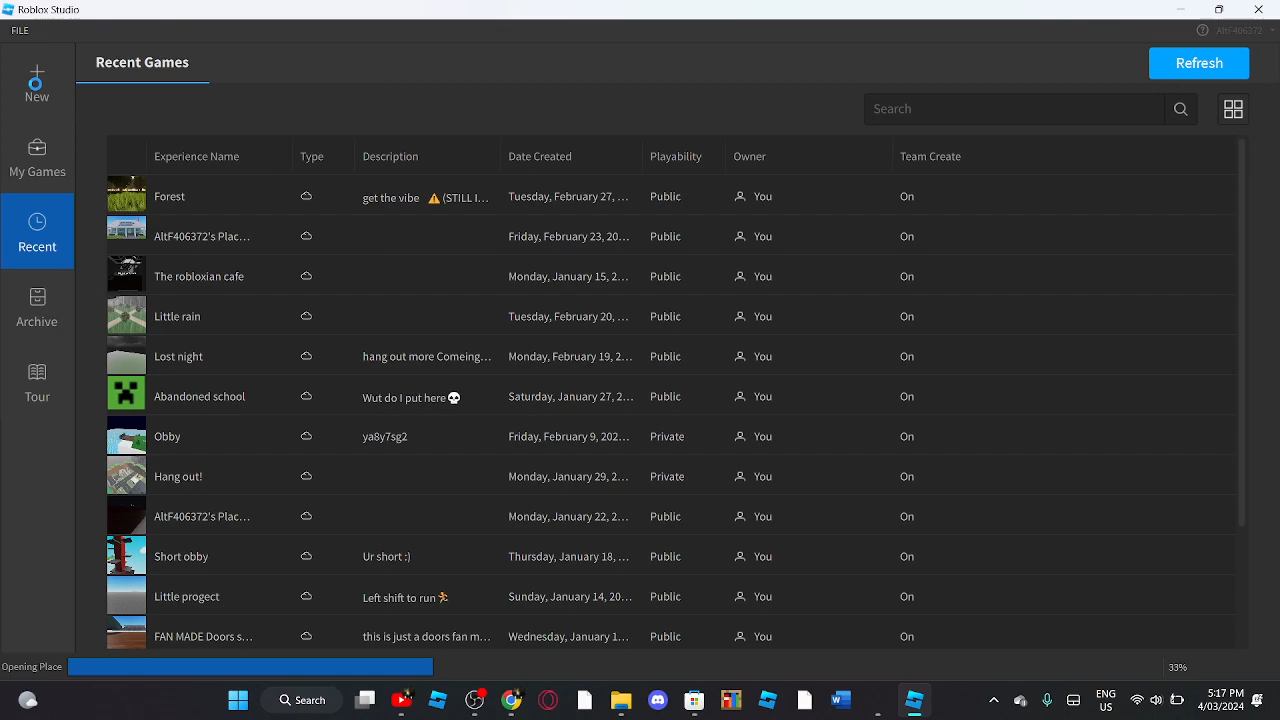 Roblox Studio
FILE
AltF406372
New
My Games
Recent
Archive
Tour
Recent Games
Refresh
Search
Experience Name Type Description Date Created Playability Owner Team Create
Forest get the vibe ⚠️(STILL I... Tuesday, February 27, ... Public You On
AltF406372's Plac... Friday, February 23, 20... Public You On
The robloxian cafe Monday, January 15, 2... Public You On
Little rain Tuesday, February 20, ... Public You On
Lost night hang out more Comeing... Monday, February 19, 2... Public You On
Abandoned school Wut do I put here💀 Saturday, January 27, 2... Public You On
Obby ya8y7sg2 Friday, February 9, 202... Private You On
Hang out! Monday, January 29, 2... Private You On
AltF406372's Plac... Monday, January 22, 2... Public You On
Short obby Ur short :) Thursday, January 18, ... Public You On
Little progect Left shift to run🏃 Sunday, January 14, 20... Public You On
FAN MADE Doors s... this is just a doors fan m... Wednesday, January 1... Public You On
Opening Place 33%
Search
ENG
US
5:17 PM
4/03/2024